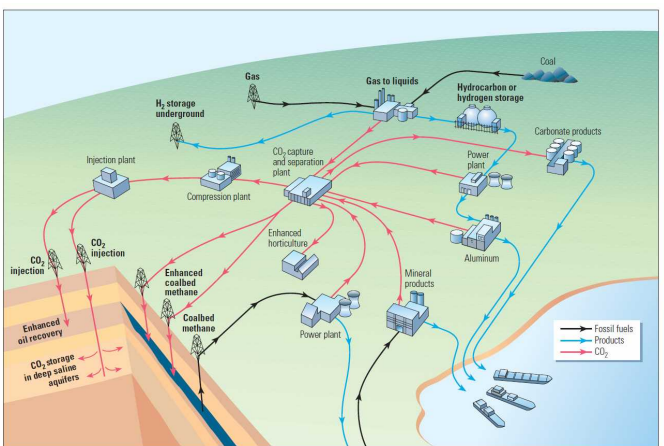 Coal
Gas
Gas to liquids
Hydrocarbon or
hydrogen storage
H₂ storage
underground
Carbonate products
CO₂ capture
and separation
plant
Power
plant
Injection plant
Compression plant
Enhanced
horticulture
Aluminum
CO₂
injection
CO₂
injection
Enhanced
coalbed
methane
Mineral
products
Coalbed
methane
Power plant
Enhanced
oil recovery
CO₂ storage
in deep saline
aquifers
Fossil fuels
Products
CO₂